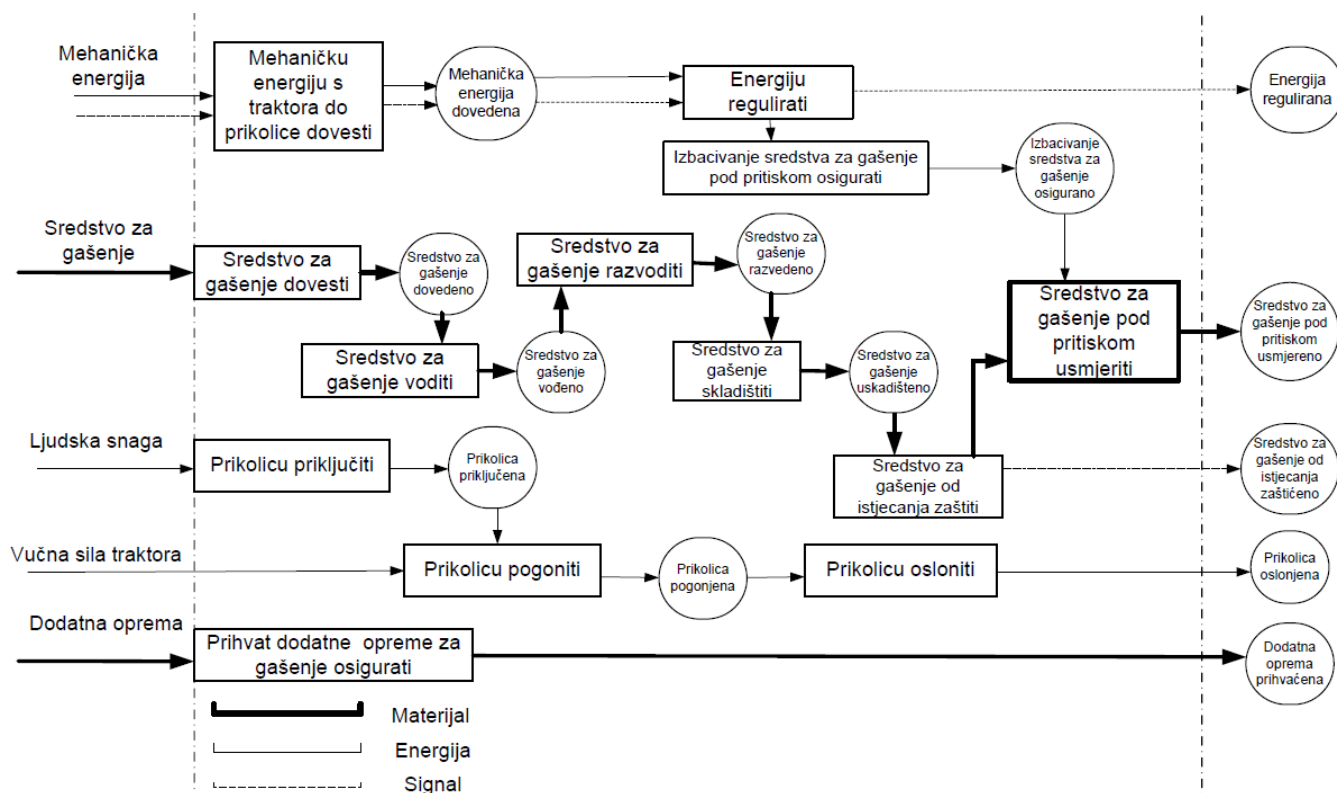 Mehanička
energija
Mehaničku
energiju s
traktora do
prikolice dovesti
Mehanička
energija
dovedena
Energiju
regulirati
Energija
regulirana
Izbacivanje sredstva za gašenje
pod pritiskom osigurati
Izbacivanje
sredstva za
gašenje
osigurano
Sredstvo za
gašenje
Sredstvo za
gašenje dovesti
Sredstvo za
gašenje
dovedeno
Sredstvo za
gašenje voditi
Sredstvo za
gašenje
vođeno
Sredstvo za
gašenje razvoditi
Sredstvo za
gašenje
razvedeno
Sredstvo za
gašenje
skladištiti
Sredstvo za
gašenje
uskadišteno
Sredstvo za
gašenje pod
pritiskom
usmjeriti
Sredstvo za
gašenje pod
pritiskom
usmjereno
Ljudska snaga
Prikolicu priključiti
Prikolica
priključena
Sredstvo za
gašenje od
istjecanja zaštiti
Sredstvo za
gašenje od
istjecanja
zaštićeno
Vučna sila traktora
Prikolicu pogoniti
Prikolica
pogonjena
Prikolicu osloniti
Prikolica
oslonjena
Dodatna oprema
Prihvat dodatne opreme za
gašenje osigurati
Dodatna
oprema
prihvaćena
Materijal
Energija
Signal